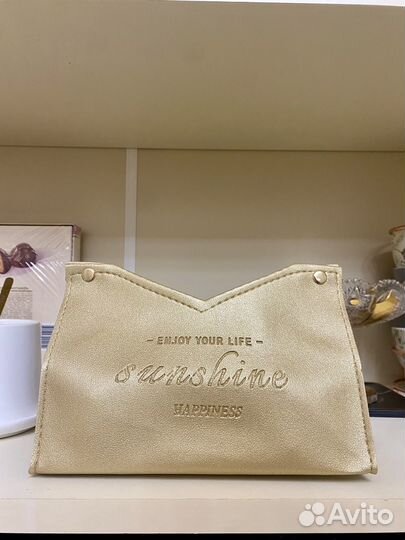 - ENJOY YOUR LIFE -
sunshine
HAPPINESS
Avito